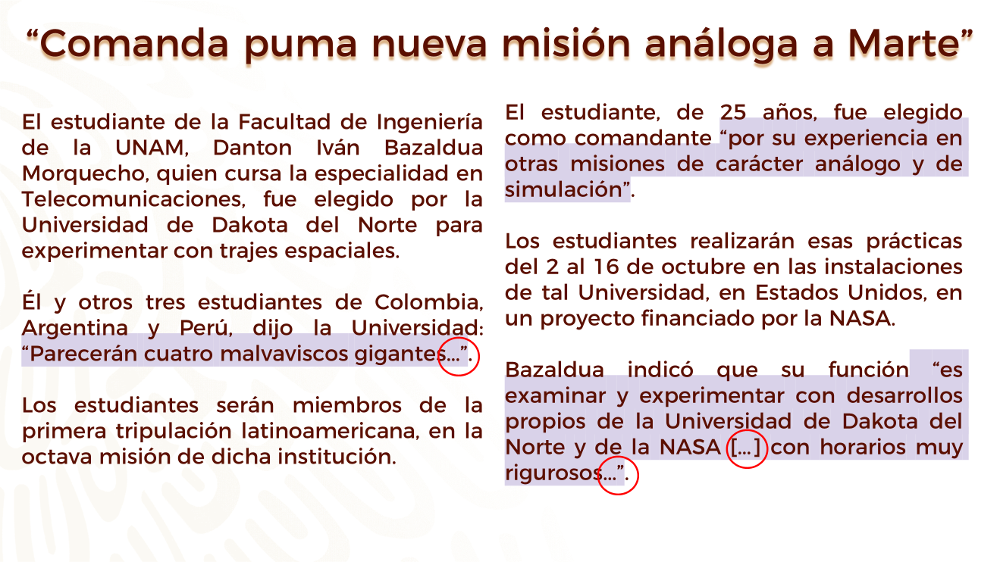 “Comanda puma nueva misión análoga a Marte”
El estudiante de la Facultad de Ingeniería
de la UNAM, Danton Iván Bazaldua
Morquecho, quien cursa la especialidad en
Telecomunicaciones, fue elegido por la
Universidad de Dakota del Norte para
experimentar con trajes espaciales.
Él y otros tres estudiantes de Colombia,
Argentina y Perú, dijo la Universidad:
“Parecerán cuatro malvaviscos gigantes...”.
Los estudiantes serán miembros de la
primera tripulación latinoamericana, en la
octava misión de dicha institución.
El estudiante, de 25 años, fue elegido
como comandante “por su experiencia en
otras misiones de carácter análogo y de
simulación”.
Los estudiantes realizarán esas prácticas
del 2 al 16 de octubre en las instalaciones
de tal Universidad, en Estados Unidos, en
un proyecto financiado por la NASA.
Bazaldua indicó que su función “es
examinar y experimentar con desarrollos
propios de la Universidad de Dakota del
Norte y de la NASA [...] con horarios muy
rigurosos...”.